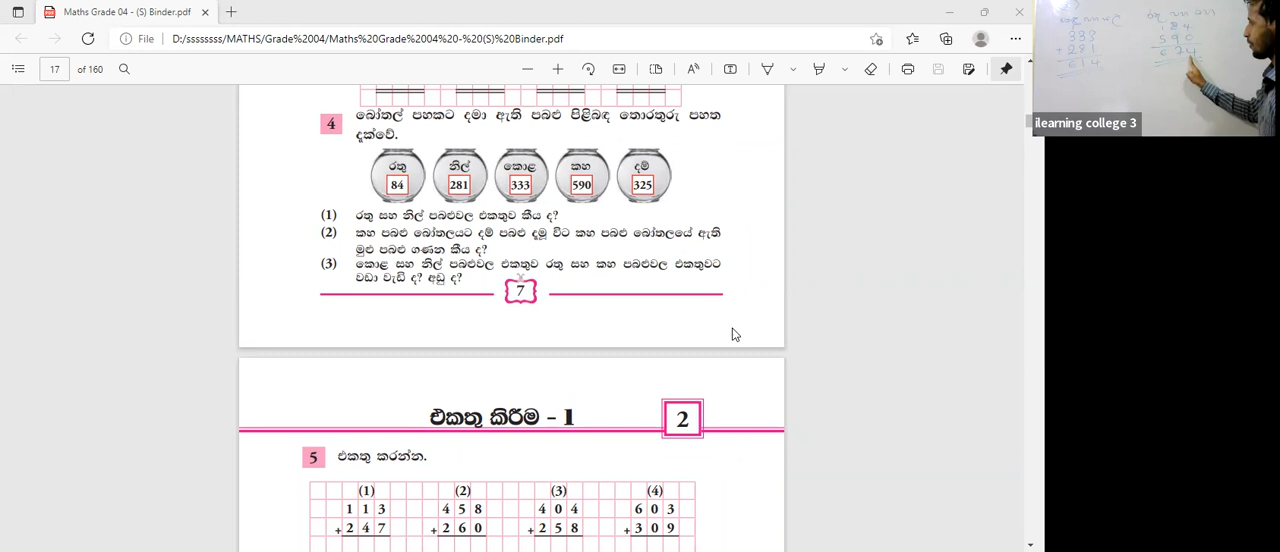 Maths Grade 04 - (S) Binder.pdf
File
D:/ssssssss/MATHS/Grade%2004/Maths%20Grade%2004%20-%20(S)%20Binder.pdf
17 of 160
4 බෝතල් පහකට දමා ඇති පබළු පිළිබඳ තොරතුරු පහත
දැක්වේ.
රතු නිල් කොළ කහ දම්
84 281 333 590 325
(1) රතු සහ නිල් පබළුවල එකතුව කීය ද?
(2) කහ පබළු බෝතලයට දම් පබළු දැමූ විට කහ පබළු බෝතලයේ ඇති
මුළු පබළු ගණන කීය ද?
(3) කොළ සහ නිල් පබළුවල එකතුව රතු සහ කහ පබළුවල එකතුවට
වඩා වැඩි ද? අඩු ද?
7
එකතු කිරීම - 1 2
5 එකතු කරන්න.
(1) (2) (3) (4)
1 1 3 4 5 8 4 0 4 6 0 3
+ 2 4 7 + 2 6 0 + 2 5 8 + 3 0 9
333
+ 281
614
84
590
ilearning college 3